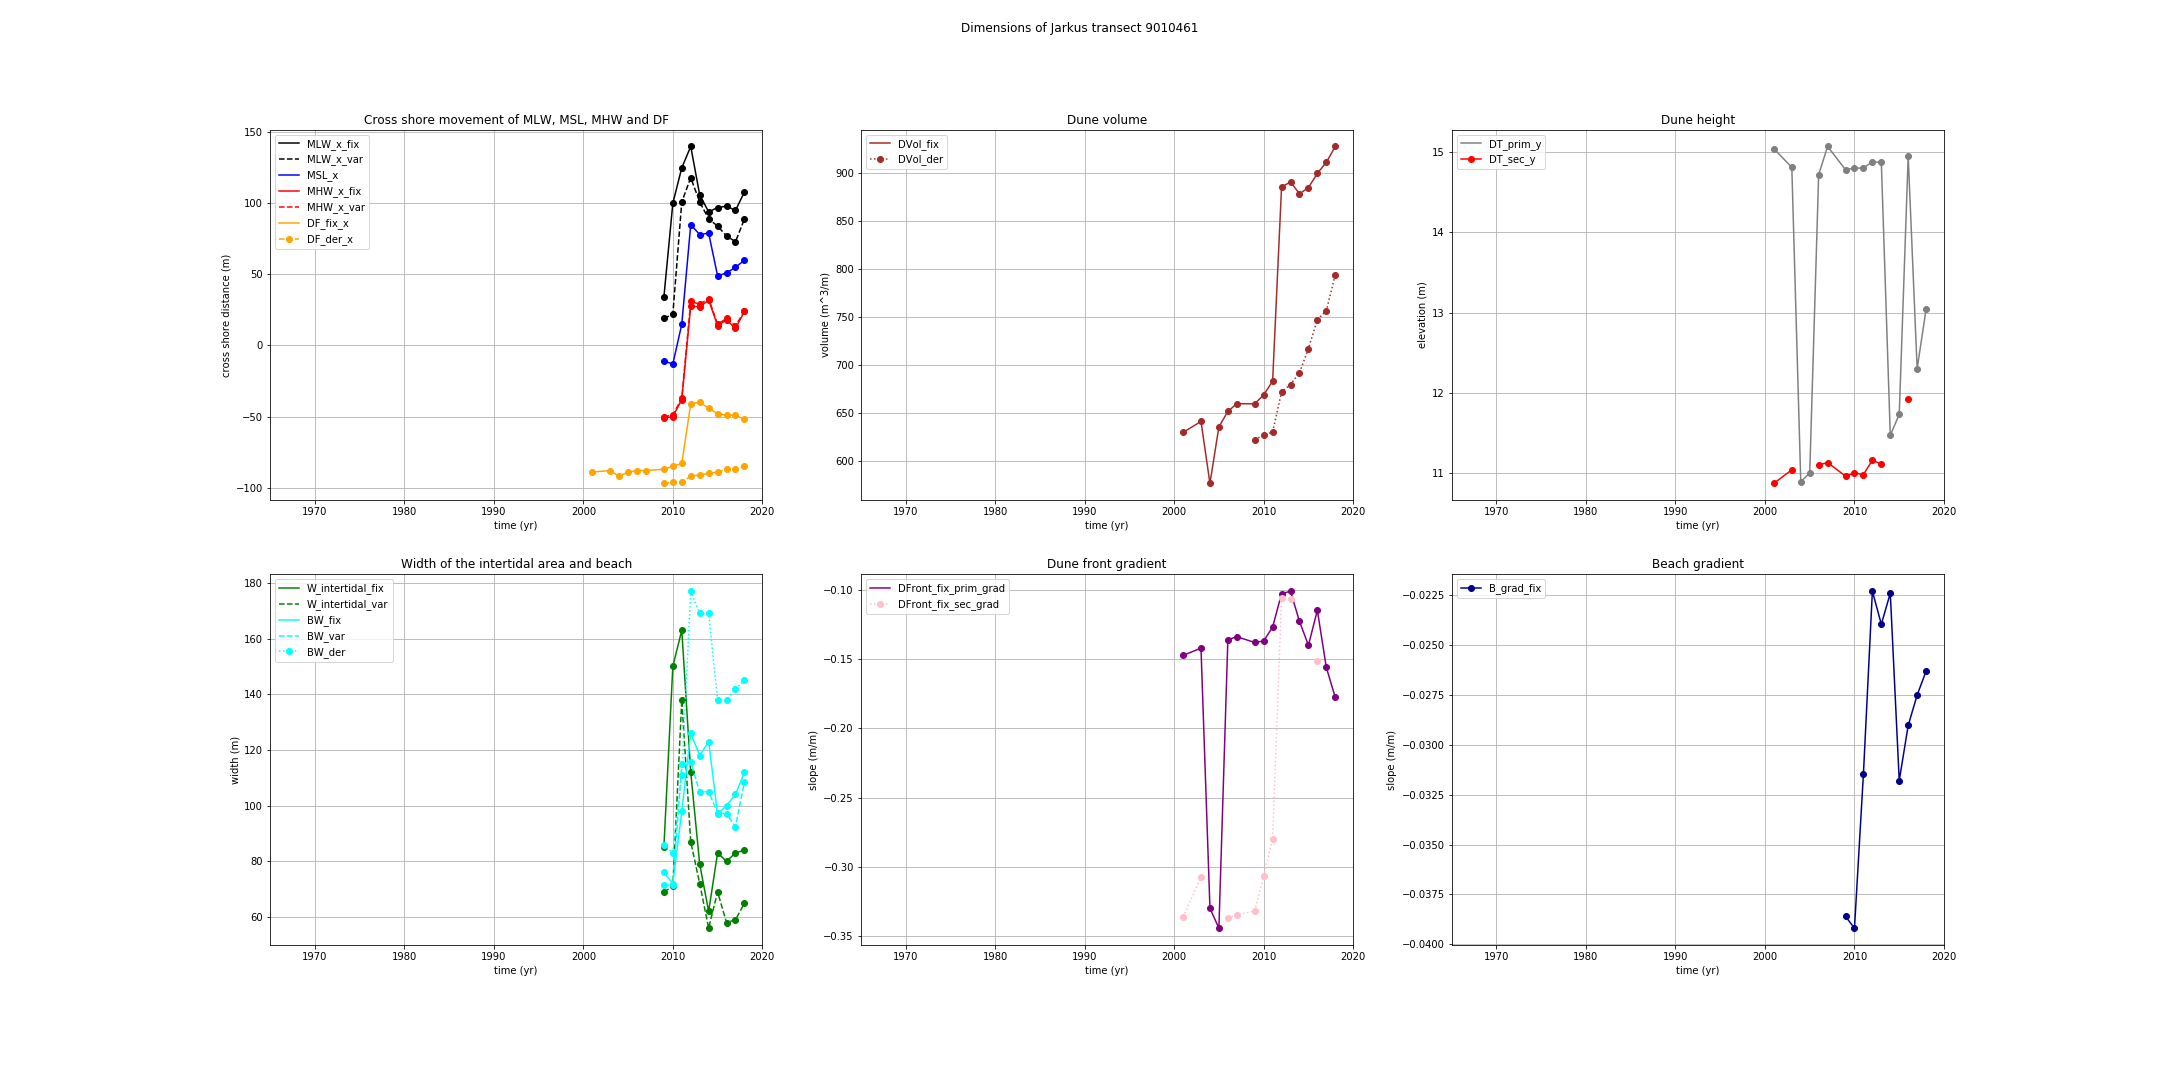 Dimensions of Jarkus transect 9010461
Cross shore movement of MLW, MSL, MHW and DF
150
100
50
0
−50
−100
cross shore distance (m)
MLW_x_fix
MLW_x_var
MSL_x
MHW_x_fix
MHW_x_var
DF_fix_x
DF_der_x
1970 1980 1990 2000 2010 2020
time (yr)
Dune volume
900
850
800
750
700
650
600
volume (m^3/m)
DVol_fix
DVol_der
1970 1980 1990 2000 2010 2020
time (yr)
Dune height
15
14
13
12
11
elevation (m)
DT_prim_y
DT_sec_y
1970 1980 1990 2000 2010 2020
time (yr)
Width of the intertidal area and beach
180
160
140
120
100
80
60
width (m)
W_intertidal_fix
W_intertidal_var
BW_fix
BW_var
BW_der
1970 1980 1990 2000 2010 2020
time (yr)
Dune front gradient
−0.10
−0.15
−0.20
−0.25
−0.30
−0.35
slope (m/m)
DFront_fix_prim_grad
DFront_fix_sec_grad
1970 1980 1990 2000 2010 2020
time (yr)
Beach gradient
−0.0225
−0.0250
−0.0275
−0.0300
−0.0325
−0.0350
−0.0375
−0.0400
slope (m/m)
B_grad_fix
1970 1980 1990 2000 2010 2020
time (yr)